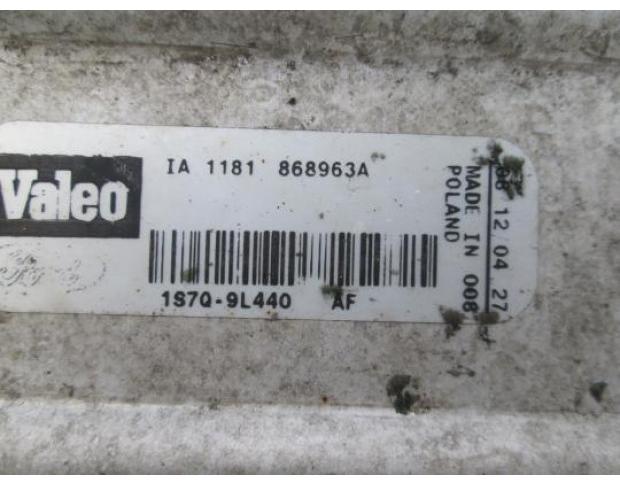 Valeo
IA 1181 868963A
1S7Q-9L440 AF
MADE IN 008
POLAND
12 04 27